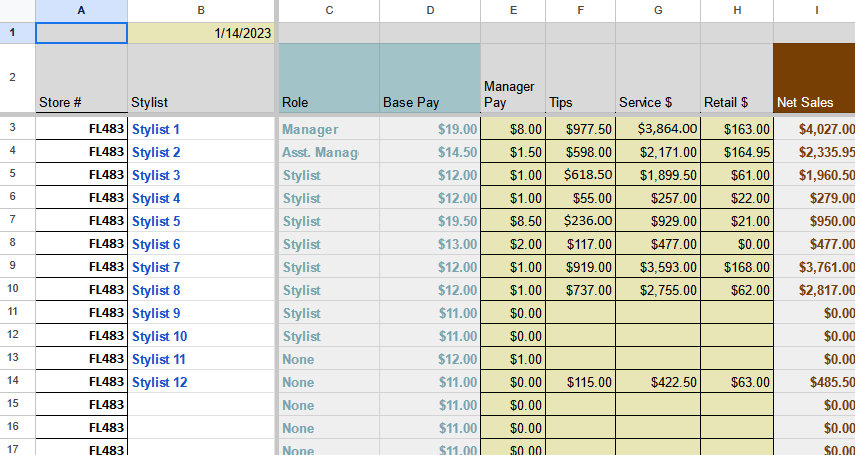 A B C D E F G H I
1 1/14/2023
2 Store # Stylist Role Base Pay Manager Pay Tips Service $ Retail $ Net Sales
3 FL483 Stylist 1 Manager $19.00 $8.00 $977.50 $3,864.00 $163.00 $4,027.00
4 FL483 Stylist 2 Asst. Manag $14.50 $1.50 $598.00 $2,171.00 $164.95 $2,335.95
5 FL483 Stylist 3 Stylist $12.00 $1.00 $618.50 $1,899.50 $61.00 $1,960.50
6 FL483 Stylist 4 Stylist $12.00 $1.00 $55.00 $257.00 $22.00 $279.00
7 FL483 Stylist 5 Stylist $19.50 $8.50 $236.00 $929.00 $21.00 $950.00
8 FL483 Stylist 6 Stylist $13.00 $2.00 $117.00 $477.00 $0.00 $477.00
9 FL483 Stylist 7 Stylist $12.00 $1.00 $919.00 $3,593.00 $168.00 $3,761.00
10 FL483 Stylist 8 Stylist $12.00 $1.00 $737.00 $2,755.00 $62.00 $2,817.00
11 FL483 Stylist 9 Stylist $11.00 $0.00 $0.00
12 FL483 Stylist 10 Stylist $11.00 $0.00 $0.00
13 FL483 Stylist 11 None $12.00 $1.00 $0.00
14 FL483 Stylist 12 None $11.00 $0.00 $115.00 $422.50 $63.00 $485.50
15 FL483 None $11.00 $0.00 $0.00
16 FL483 None $11.00 $0.00 $0.00
17 FL483 None $11.00 $0.00 $0.00